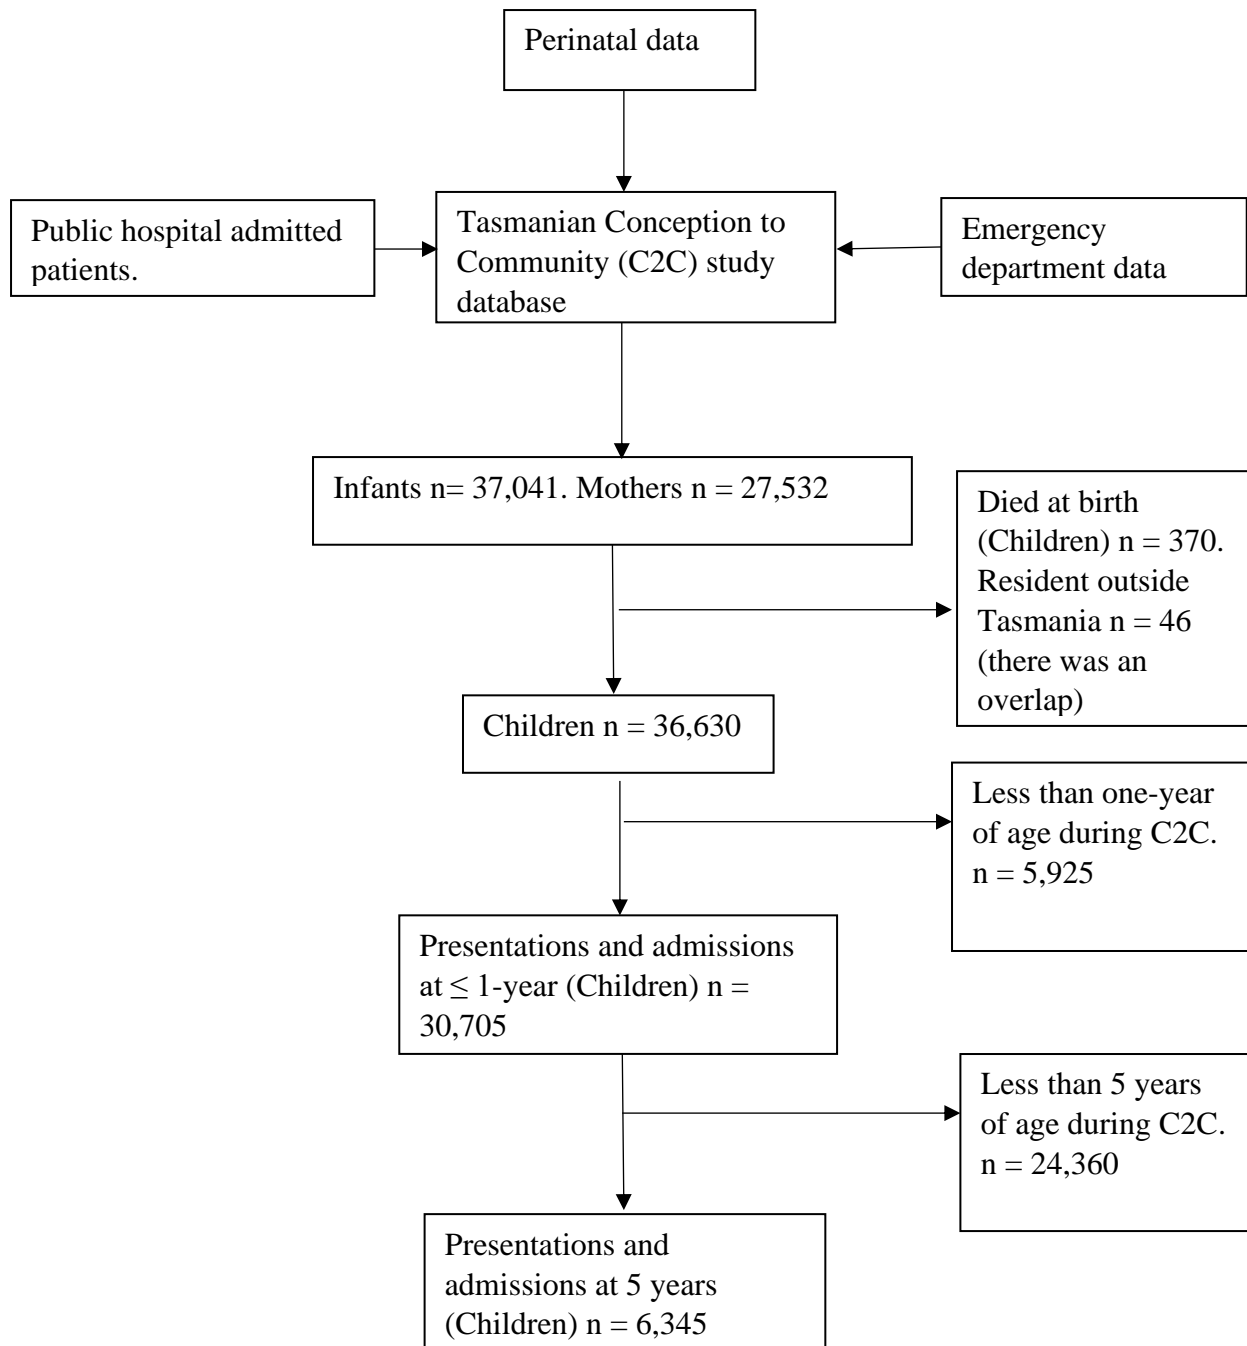 Perinatal data
Public hospital admitted
patients.
Tasmanian Conception to
Community (C2C) study
database
Emergency
department data
Infants n= 37,041. Mothers n = 27,532
Died at birth
(Children) n = 370.
Resident outside
Tasmania n = 46
(there was an
overlap)
Children n = 36,630
Less than one-year
of age during C2C.
n = 5,925
Presentations and admissions
at ≤ 1-year (Children) n =
30,705
Less than 5 years
of age during C2C.
n = 24,360
Presentations and
admissions at 5 years
(Children) n = 6,345